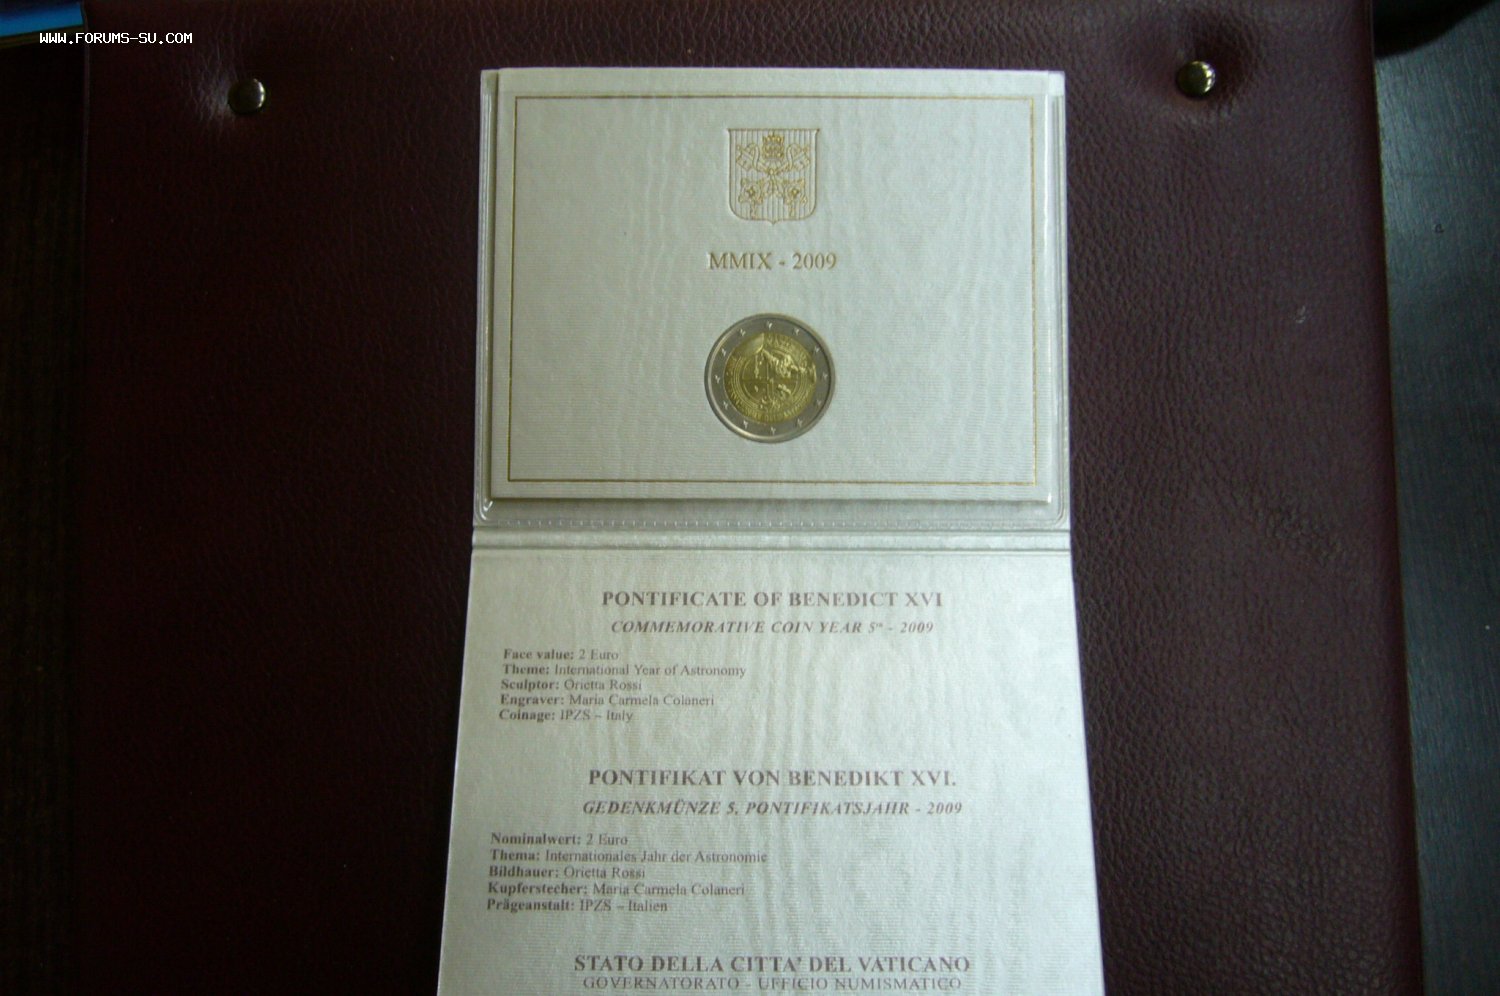 WWW.FORUMS-SU.COM
MMIX - 2009
PONTIFICATE OF BENEDICT XVI
COMMEMORATIVE COIN YEAR 5th - 2009
Face value: 2 Euro
Theme: International Year of Astronomy
Sculptor: Orietta Rossi
Engraver: Maria Carmela Colaneri
Coinage: IPZS – Italy
PONTIFIKAT VON BENEDIKT XVI.
GEDENKMÜNZE 5. PONTIFIKATSJAHR - 2009
Nominalwert: 2 Euro
Thema: Internationales Jahr der Astronomie
Bildhauer: Orietta Rossi
Kupferstecher: Maria Carmela Colaneri
Prägeanstalt: IPZS – Italien
STATO DELLA CITTA' DEL VATICANO
GOVERNATORATO - UFFICIO NUMISMATICO